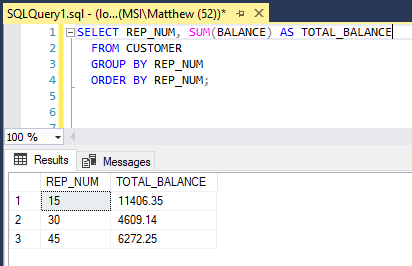 SQLQuery1.sql - (lo...(MSI\Matthew (52))*
1 SELECT REP_NUM, SUM(BALANCE) AS TOTAL_BALANCE
2 FROM CUSTOMER
3 GROUP BY REP_NUM
4 ORDER BY REP_NUM;
100 %
Results Messages
REP_NUM TOTAL_BALANCE
1 15 11406.35
2 30 4609.14
3 45 6272.25